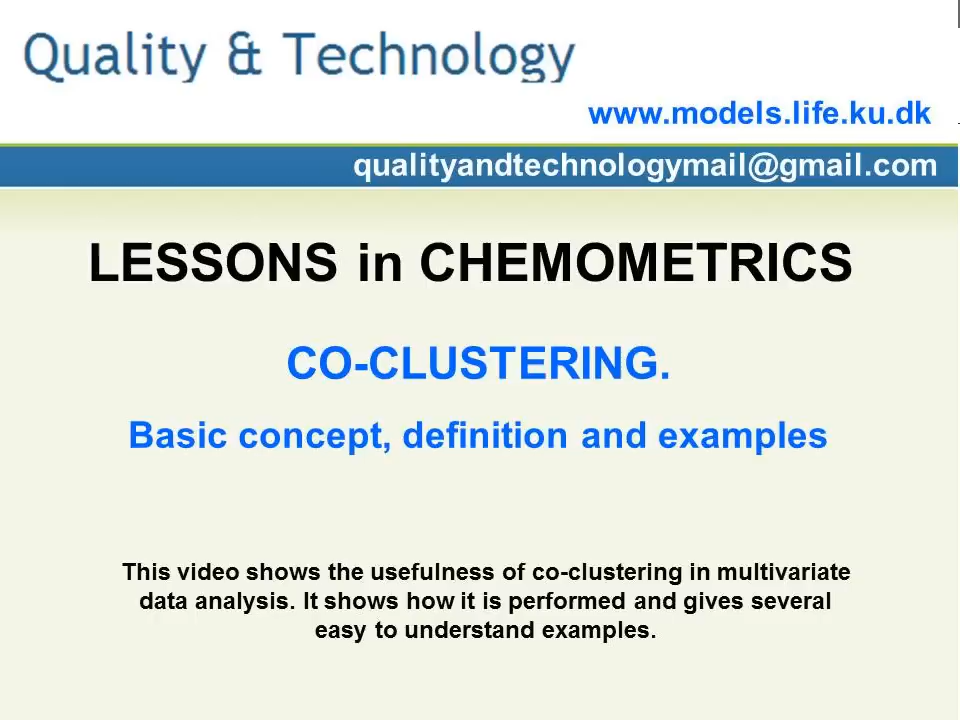 Quality & Technology
www.models.life.ku.dk
qualityandtechnologymail@gmail.com
LESSONS in CHEMOMETRICS
CO-CLUSTERING.
Basic concept, definition and examples
This video shows the usefulness of co-clustering in multivariate
data analysis. It shows how it is performed and gives several
easy to understand examples.